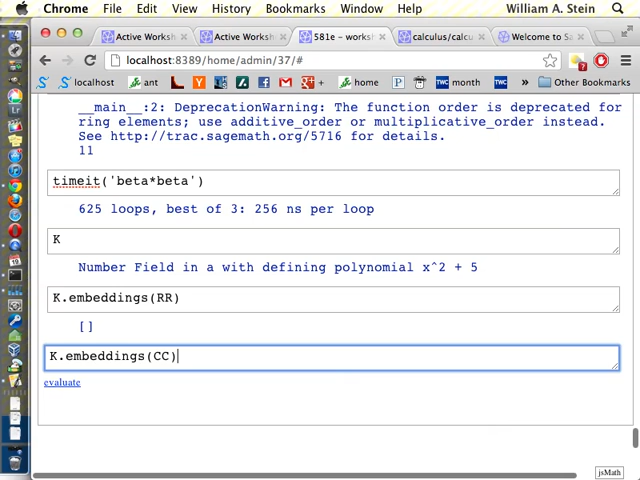 Chrome File Edit View History Bookmarks Window Help William A. Stein
Active Worksh
Active Workshe
581e – worksh
calculus/calcu
Welcome to Sa
localhost:8389/home/admin/37/#
S localhost ant home g+ month month » Other Bookmarks
__main__:2: DeprecationWarning: The function order is deprecated for
ring elements; use additive_order or multiplicative_order instead.
See http://trac.sagemath.org/5716 for details.
11
timeit('beta*beta')
625 loops, best of 3: 256 ns per loop
K
Number Field in a with defining polynomial x^2 + 5
K.embeddings(RR)
[]
K.embeddings(CC)
evaluate
jsMath